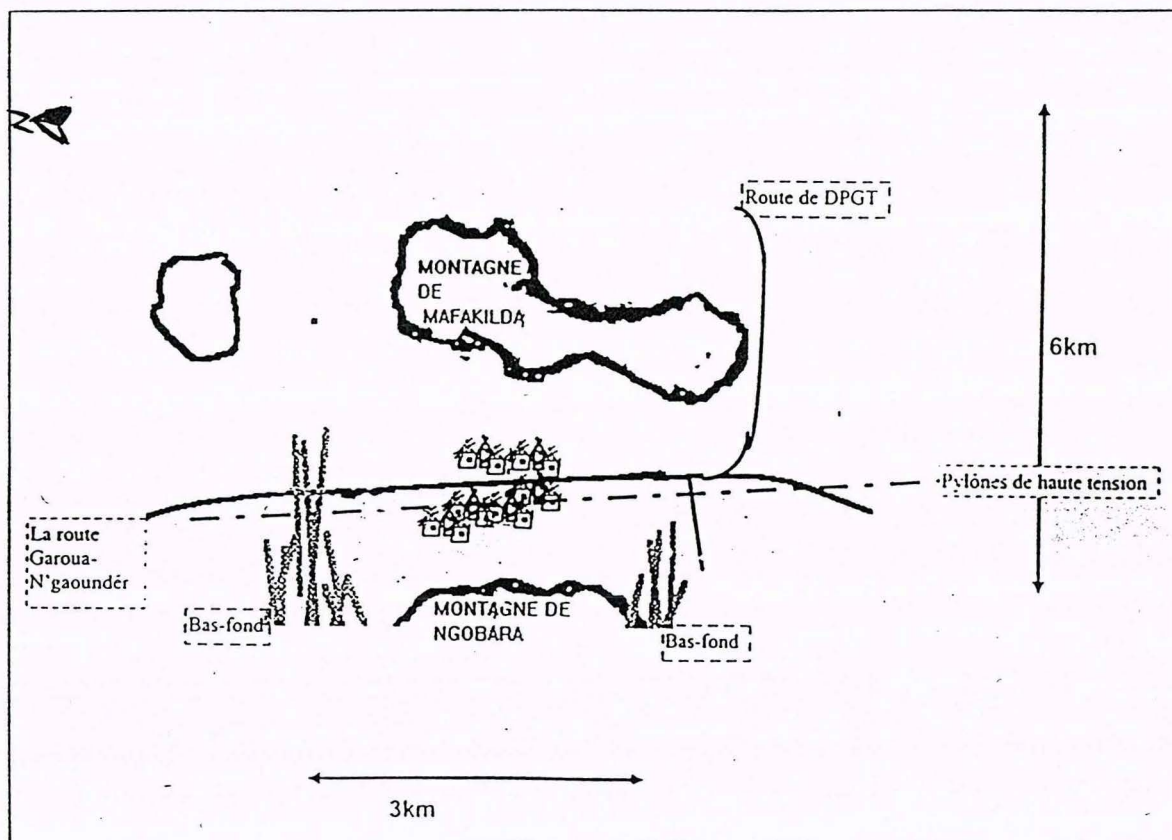 N
Route de DPGT
MONTAGNE
DE
MAFAKILDA
6km
Pylônes de haute tension
La route
Garoua-
N'gaoundér
Bas-fond
MONTAGNE DE
NGOBARA
Bas-fond
3km